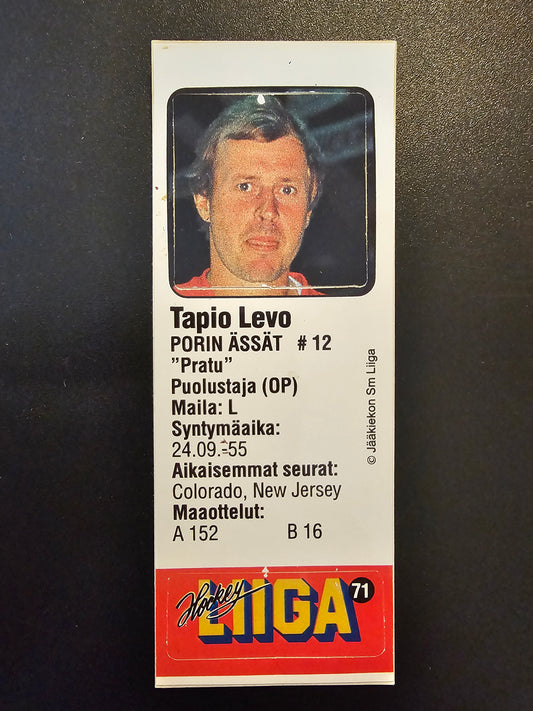 Tapio Levo
PORIN ÄSSÄT # 12
"Pratu"
Puolustaja (OP)
Maila: L
Syntymäaika:
24.09.-55
Aikaisemmat seurat:
Colorado, New Jersey
Maaottelut:
A 152 B 16
© Jääkiekon Sm Liiga
Hockey
LIIGA
71